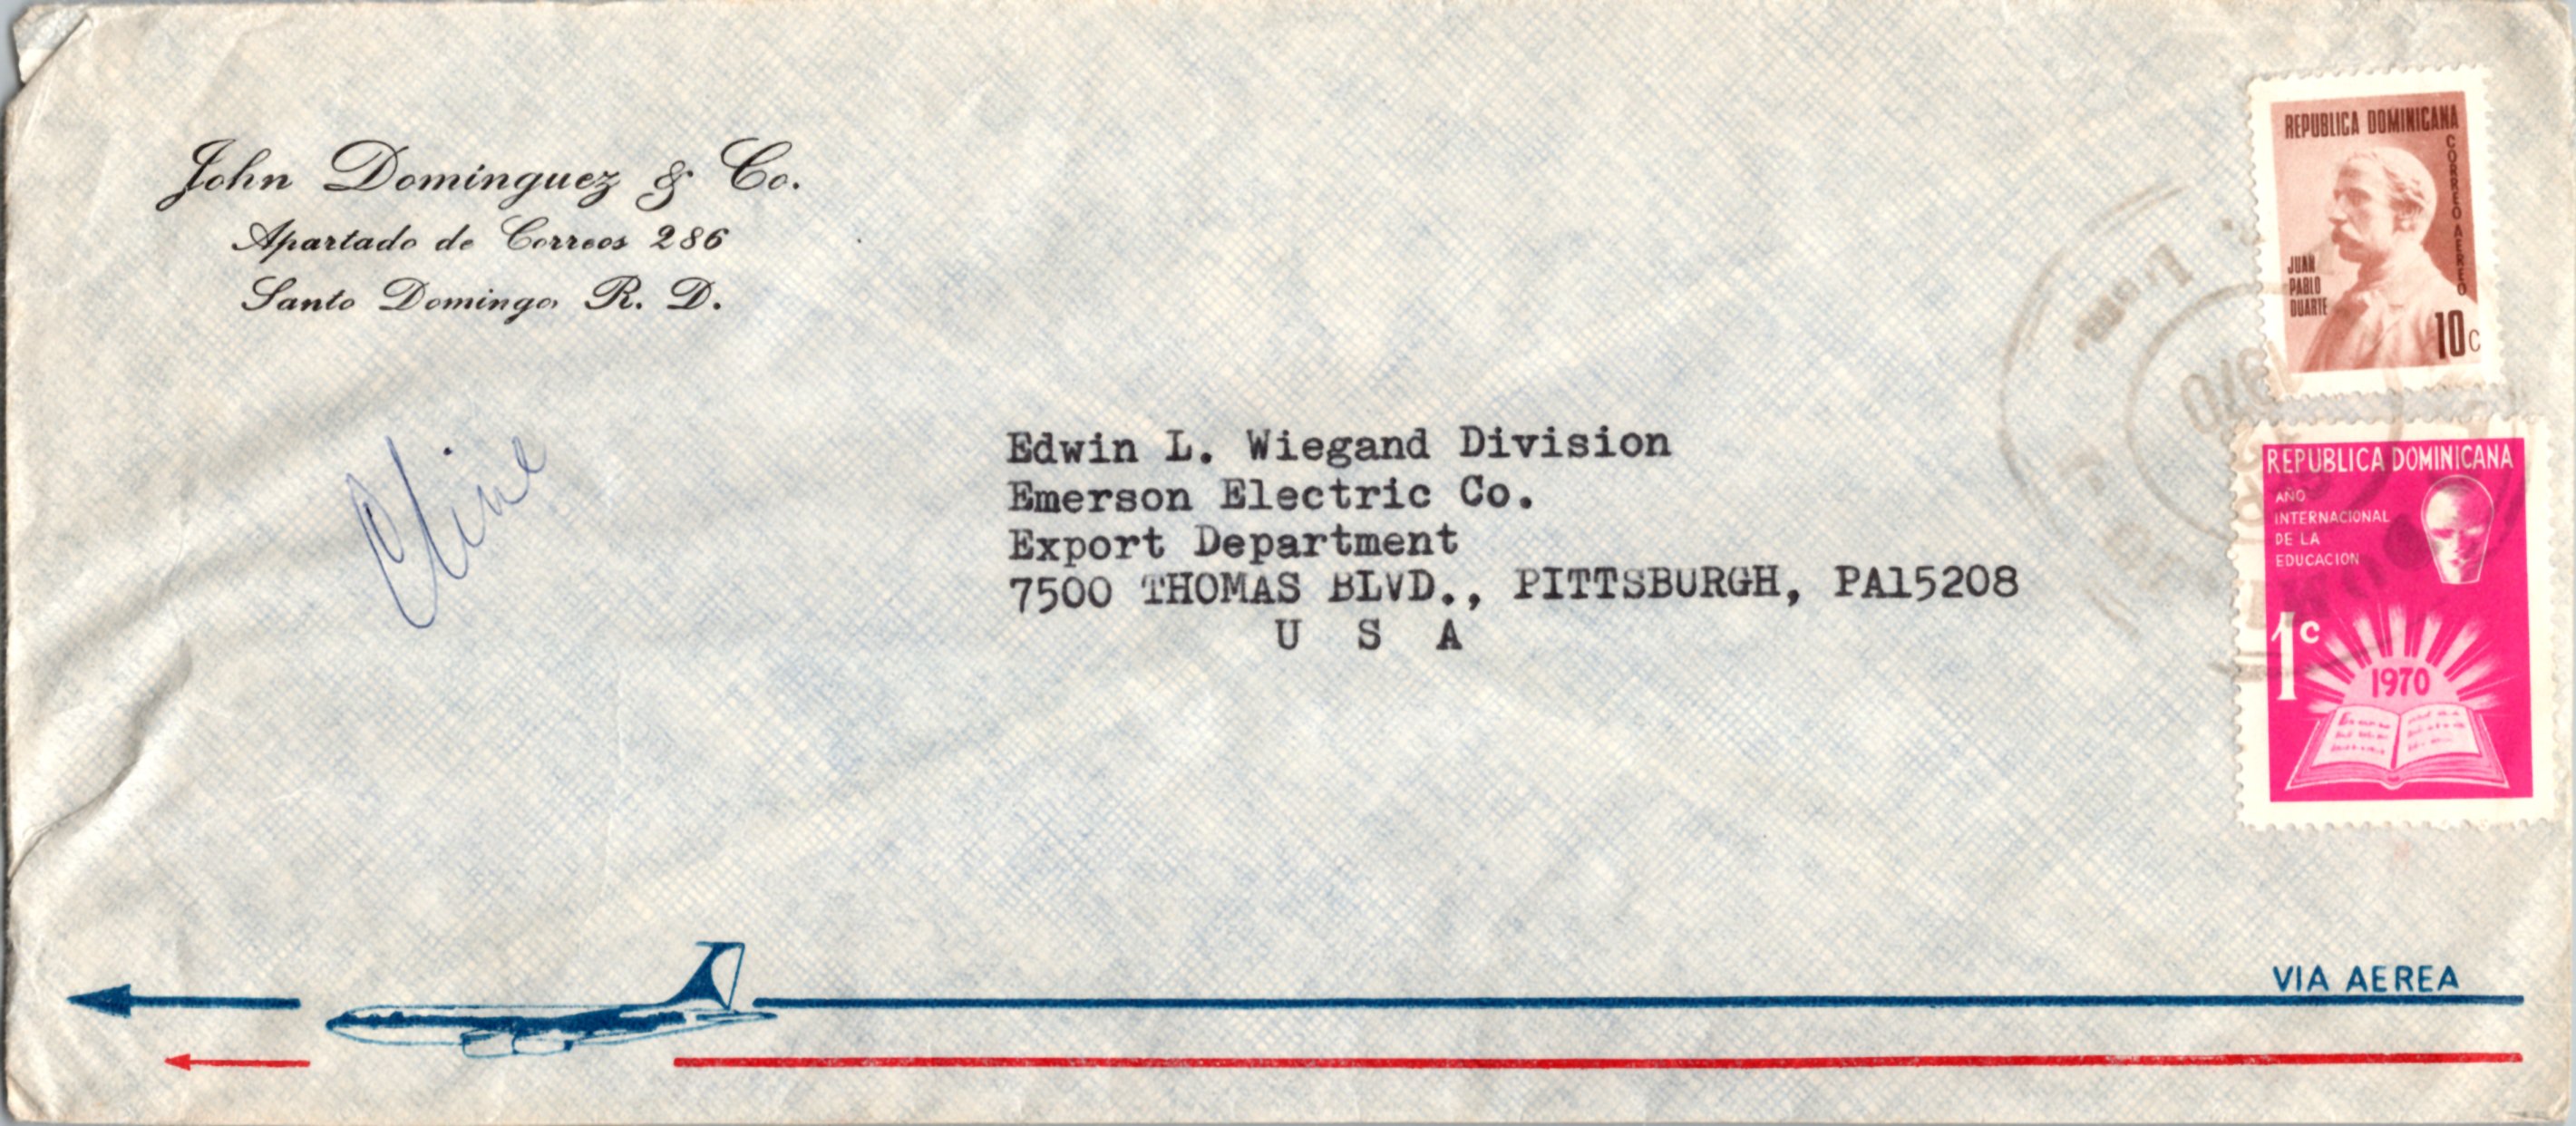 John Dominguez & Co.
Apartado de Correos 286
Santo Domingo, R. D.
Cline
Edwin L. Wiegand Division
Emerson Electric Co.
Export Department
7500 THOMAS BLVD., PITTSBURGH, PA15208
U S A
REPUBLICA DOMINICANA
CORREO AEREO
JUAN
PABLO
DUARTE
10c
1970
REPUBLICA DOMINICANA
AÑO
INTERNACIONAL
DE LA
EDUCACION
1c
1970
VIA AEREA